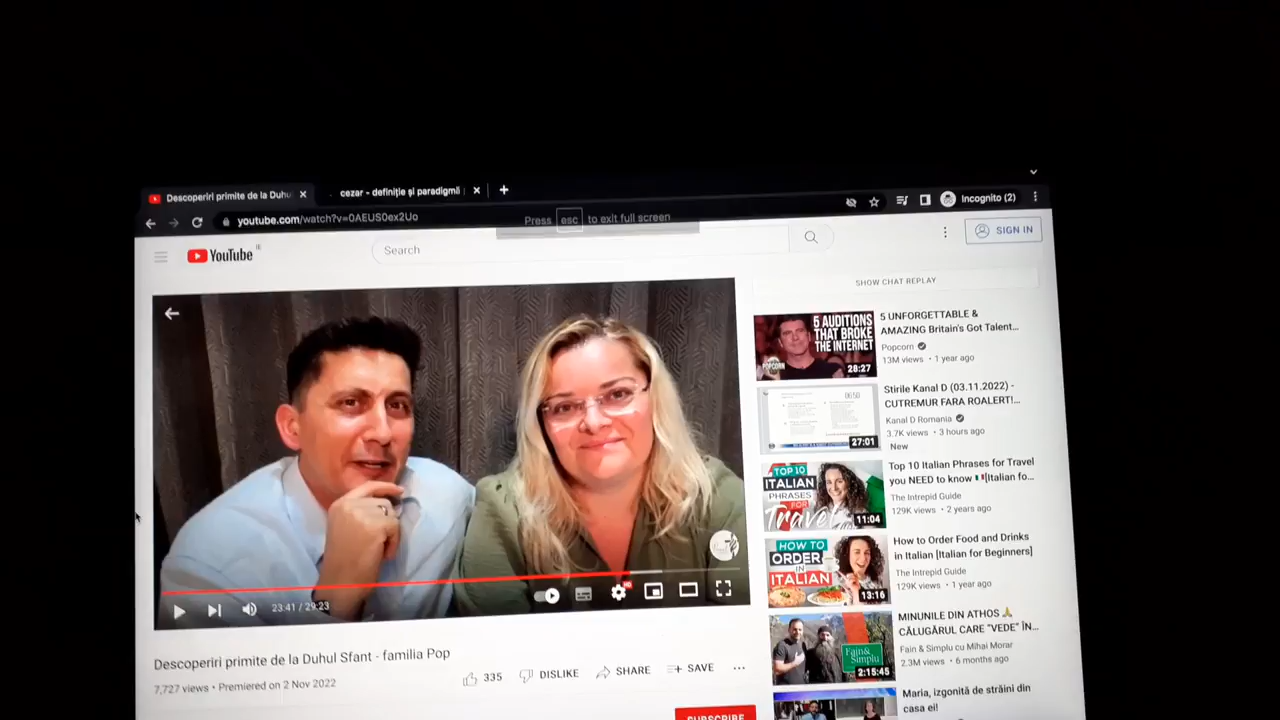 Descoperiri primite de la Duhu
cezar - definiție și paradigmă
youtube.com/watch?v=0AEUS0ex2Uo
Press esc to exit full screen
Incognito (2)
YouTube IE
Search
SIGN IN
SHOW CHAT REPLAY
5 AUDITIONS
THAT BROKE
THE INTERNET
POPCORN
28:27
5 UNFORGETTABLE &
AMAZING Britain's Got Talent...
Popcorn
13M views • 1 year ago
27:01
Stirile Kanal D (03.11.2022) -
CUTREMUR FARA ROALERT!...
Kanal D Romania
3.7K views • 3 hours ago
New
TOP 10
ITALIAN
PHRASES
FOR
Travel
11:04
Top 10 Italian Phrases for Travel
you NEED to know [Italian fo...
The Intrepid Guide
129K views • 2 years ago
HOW TO
ORDER
IN
ITALIAN
13:16
How to Order Food and Drinks
in Italian [Italian for Beginners]
The Intrepid Guide
129K views • 1 year ago
Fain&
Simplu
2:15:45
MINUNILE DIN ATHOS
CĂLUGĂRUL CARE "VEDE" ÎN...
Fain & Simplu cu Mihai Morar
2.3M views • 6 months ago
Maria, izgonită de străini din
casa ei!
HD
23:41 / 29:23
Descoperiri primite de la Duhul Sfant - familia Pop
7,727 views • Premiered on 2 Nov 2022
335
DISLIKE
SHARE
SAVE
SUBSCRIBE